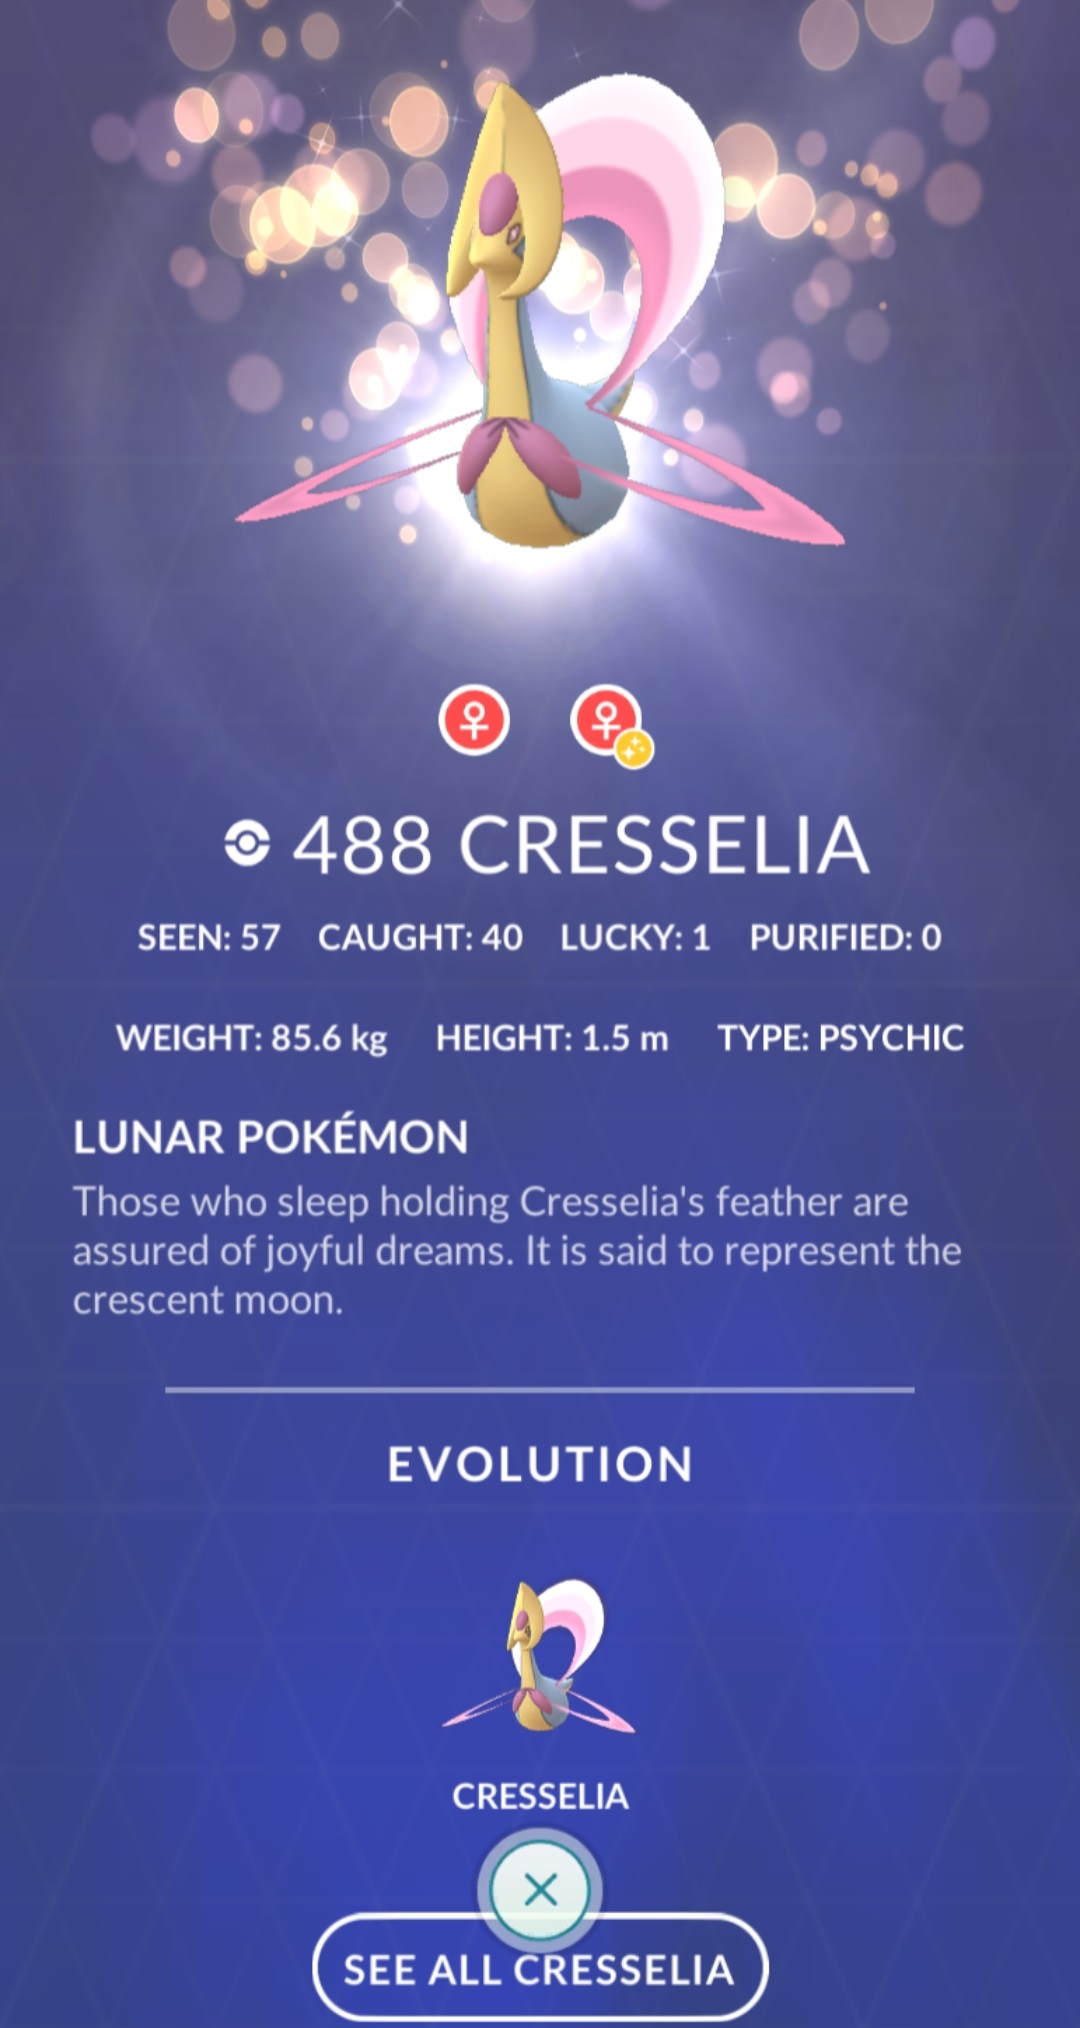 488 CRESSELIA
SEEN: 57 CAUGHT: 40 LUCKY: 1 PURIFIED: 0
WEIGHT: 85.6 kg HEIGHT: 1.5 m TYPE: PSYCHIC
LUNAR POKÉMON
Those who sleep holding Cresselia's feather are
assured of joyful dreams. It is said to represent the
crescent moon.
EVOLUTION
CRESSELIA
SEE ALL CRESSELIA